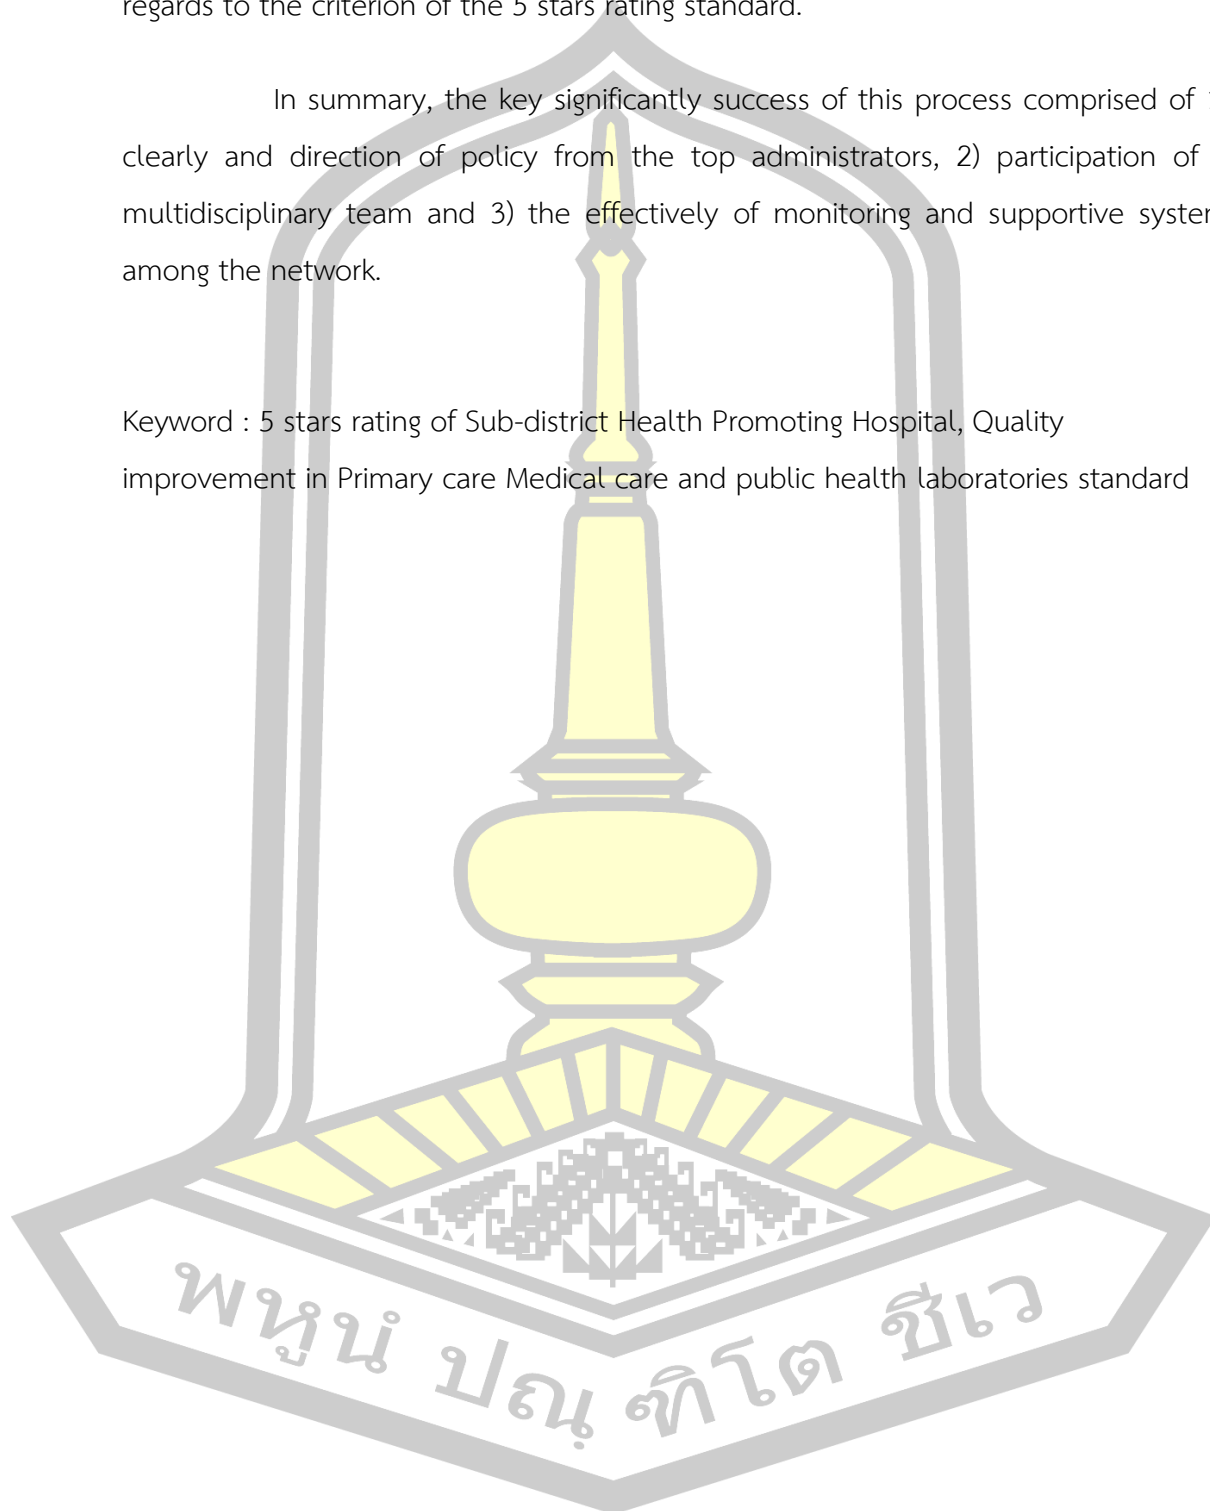 regards to the criterion of the 5 stars rating standard.
In summary, the key significantly success of this process comprised of
clearly and direction of policy from the top administrators, 2) participation of
multidisciplinary team and 3) the effectively of monitoring and supportive system
among the network.
Keyword : 5 stars rating of Sub-district Health Promoting Hospital, Quality
improvement in Primary care Medical care and public health laboratories standard
พหูนํ ปณฺ ฑิโต ชีเว